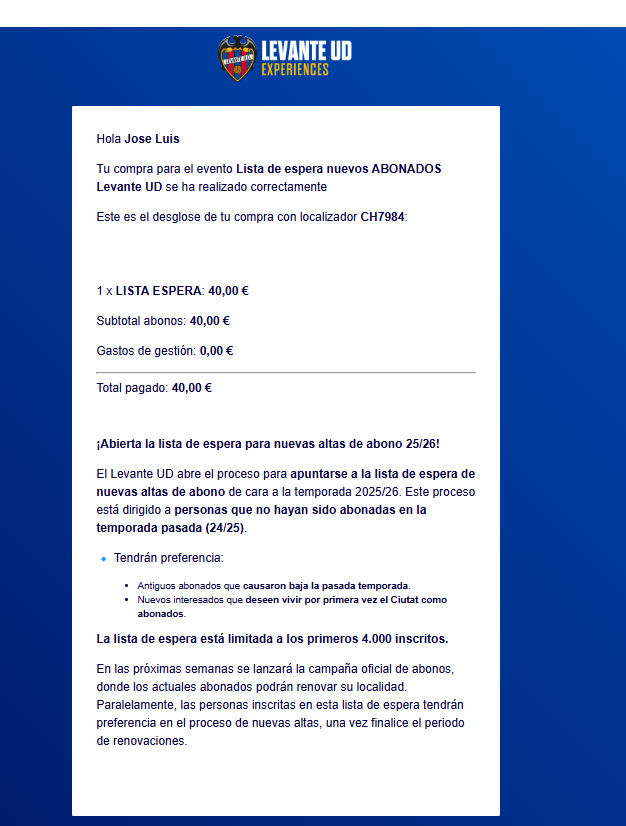 LEVANTE UD
EXPERIENCES
Hola Jose Luis
Tu compra para el evento Lista de espera nuevos ABONADOS
Levante UD se ha realizado correctamente
Este es el desglose de tu compra con localizador CH7984:
1 x LISTA ESPERA: 40,00 €
Subtotal abonos: 40,00 €
Gastos de gestión: 0,00 €
Total pagado: 40,00 €
¡Abierta la lista de espera para nuevas altas de abono 25/26!
El Levante UD abre el proceso para apuntarse a la lista de espera de
nuevas altas de abono de cara a la temporada 2025/26. Este proceso
está dirigido a personas que no hayan sido abonadas en la
temporada pasada (24/25).
Tendrán preferencia:
• Antiguos abonados que causaron baja la pasada temporada.
• Nuevos interesados que deseen vivir por primera vez el Ciutat como
abonados.
La lista de espera está limitada a los primeros 4.000 inscritos.
En las próximas semanas se lanzará la campaña oficial de abonos,
donde los actuales abonados podrán renovar su localidad.
Paralelamente, las personas inscritas en esta lista de espera tendrán
preferencia en el proceso de nuevas altas, una vez finalice el periodo
de renovaciones.